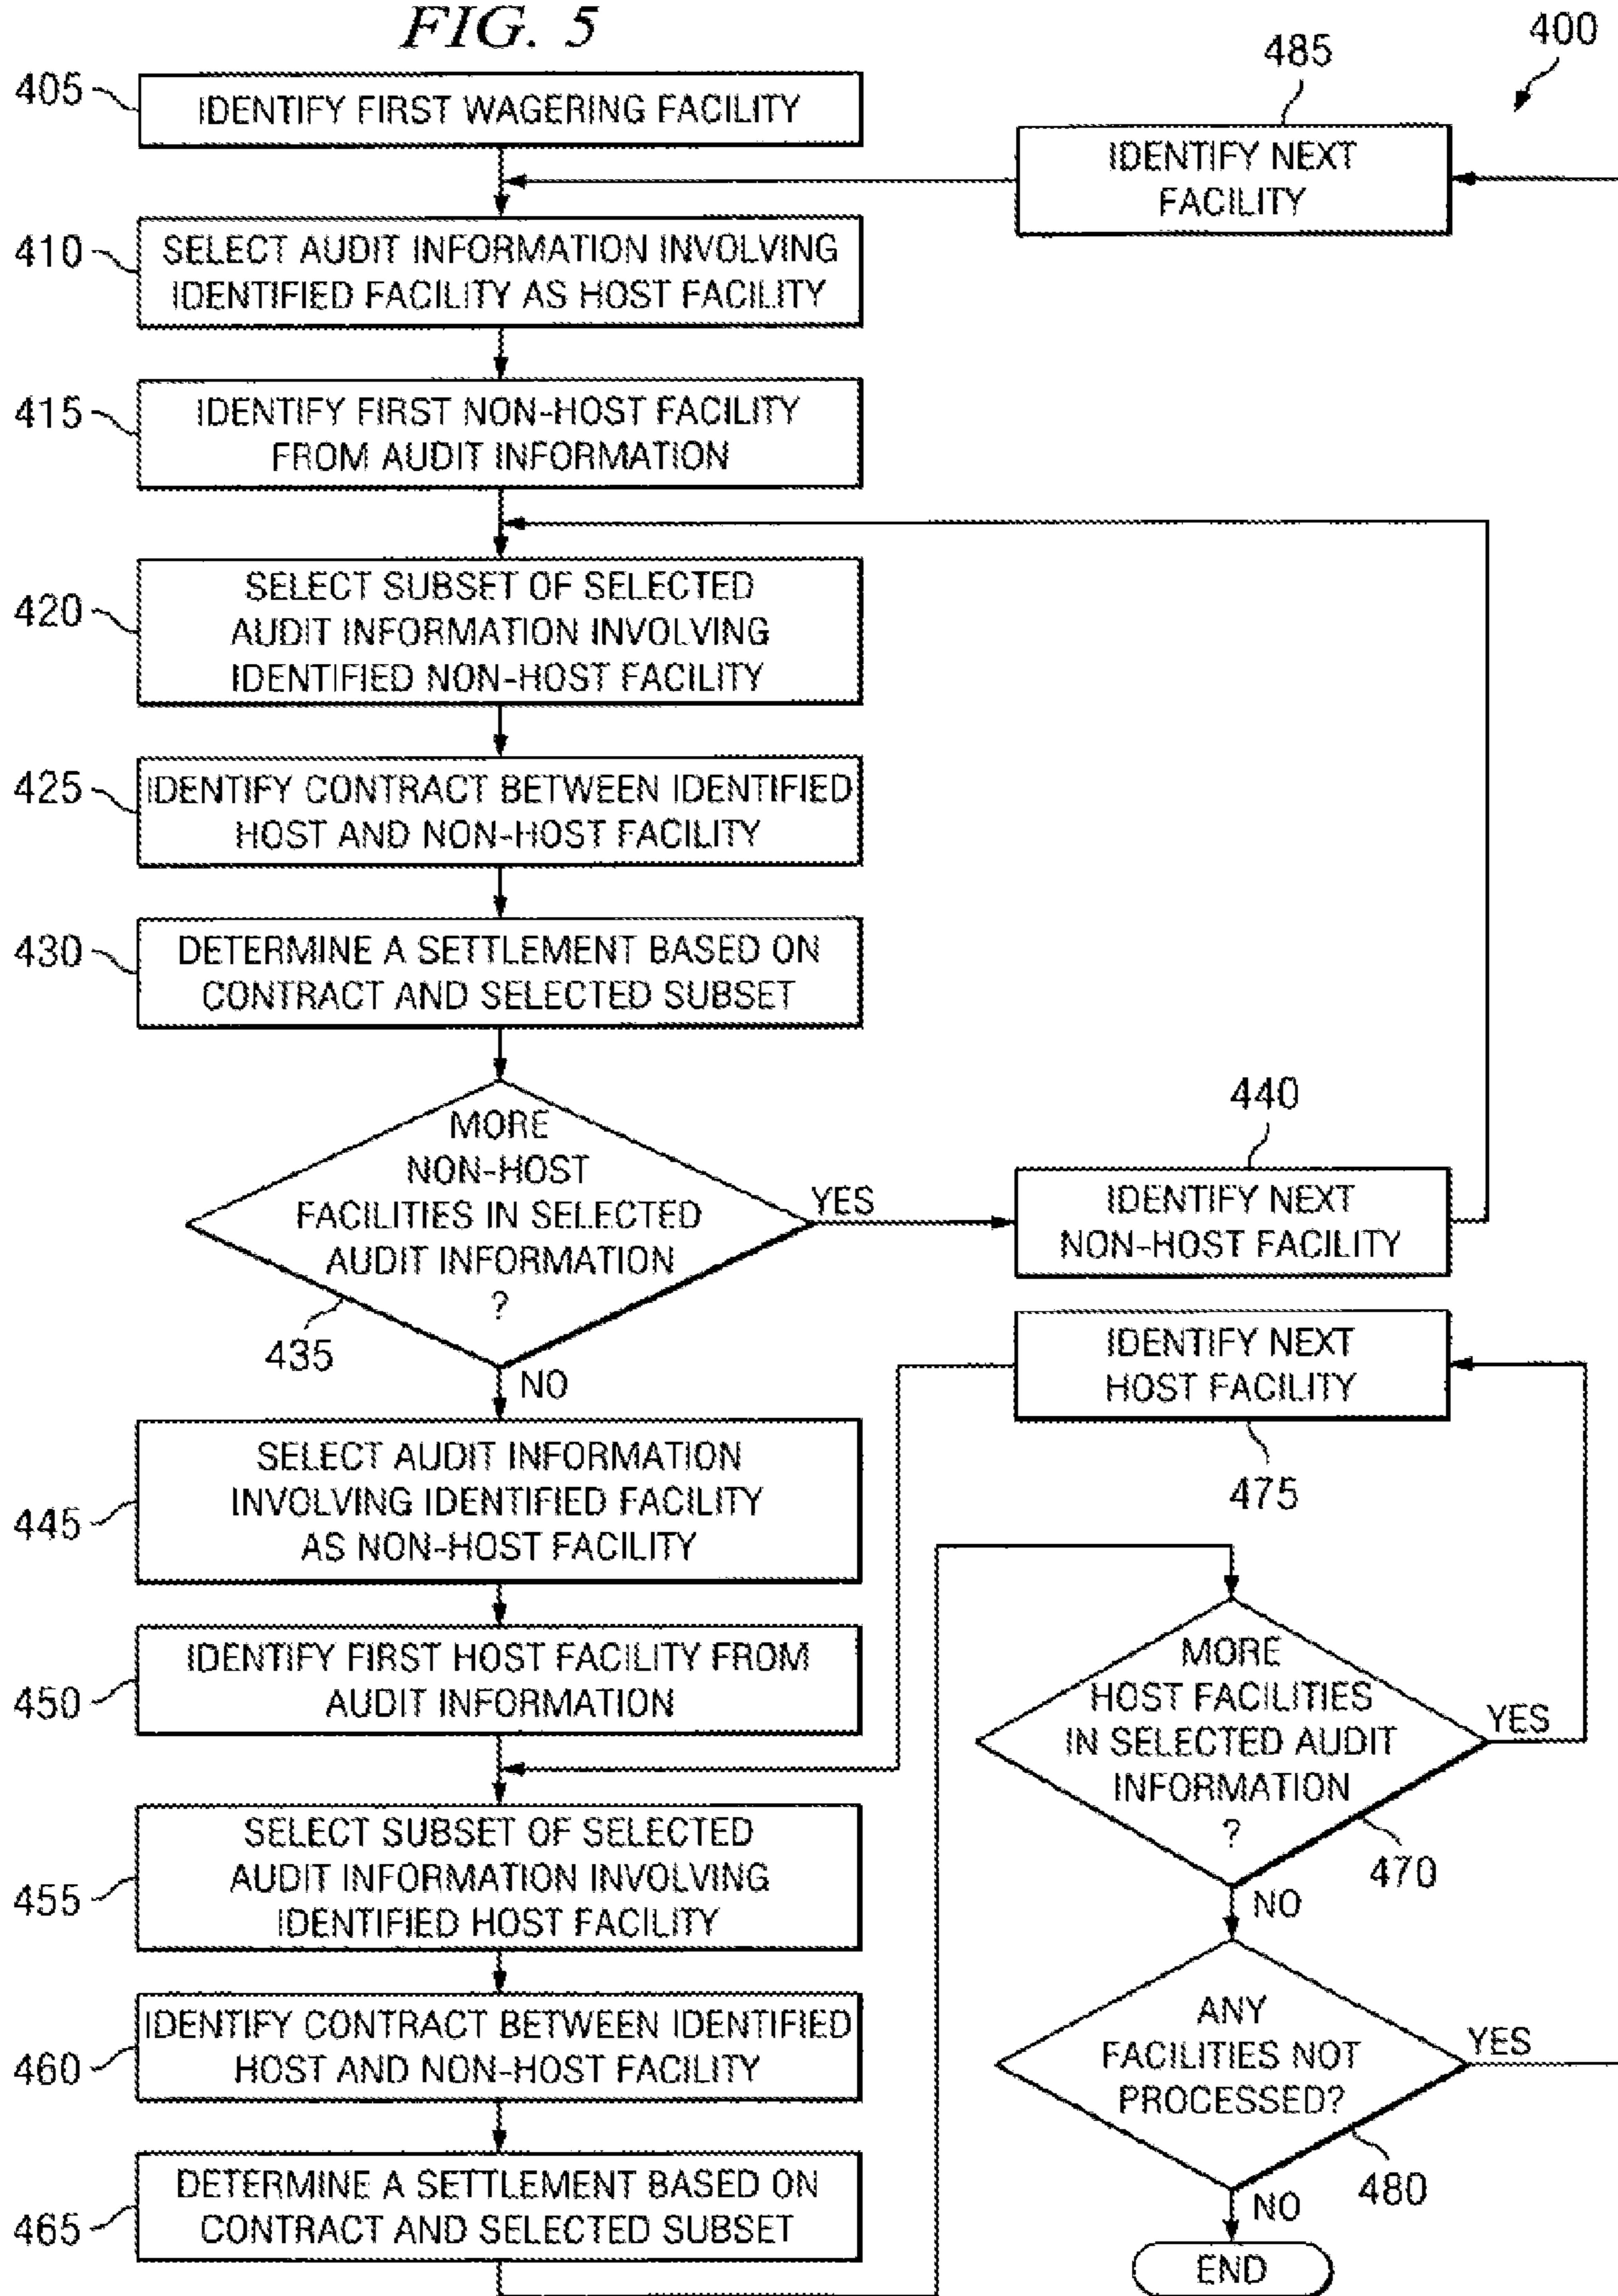 FIG. 5
400
405
IDENTIFY FIRST WAGERING FACILITY
485
IDENTIFY NEXT
FACILITY
410
SELECT AUDIT INFORMATION INVOLVING
IDENTIFIED FACILITY AS HOST FACILITY
415
IDENTIFY FIRST NON-HOST FACILITY
FROM AUDIT INFORMATION
420
SELECT SUBSET OF SELECTED
AUDIT INFORMATION INVOLVING
IDENTIFIED NON-HOST FACILITY
425
IDENTIFY CONTRACT BETWEEN IDENTIFIED
HOST AND NON-HOST FACILITY
430
DETERMINE A SETTLEMENT BASED ON
CONTRACT AND SELECTED SUBSET
MORE
NON-HOST
FACILITIES IN SELECTED
AUDIT INFORMATION
?
435
YES
NO
440
IDENTIFY NEXT
NON-HOST FACILITY
IDENTIFY NEXT
HOST FACILITY
475
445
SELECT AUDIT INFORMATION
INVOLVING IDENTIFIED FACILITY
AS NON-HOST FACILITY
450
IDENTIFY FIRST HOST FACILITY FROM
AUDIT INFORMATION
455
SELECT SUBSET OF SELECTED
AUDIT INFORMATION INVOLVING
IDENTIFIED HOST FACILITY
460
IDENTIFY CONTRACT BETWEEN IDENTIFIED
HOST AND NON-HOST FACILITY
465
DETERMINE A SETTLEMENT BASED ON
CONTRACT AND SELECTED SUBSET
MORE
HOST FACILITIES
IN SELECTED AUDIT
INFORMATION
?
YES
470
NO
ANY
FACILITIES NOT
PROCESSED?
YES
480
NO
END